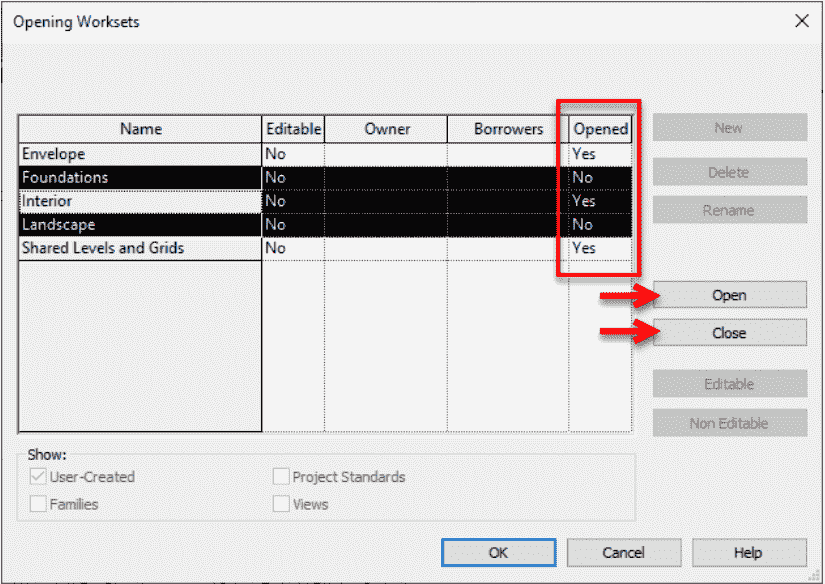 Opening Worksets
Name Editable Owner Borrowers Opened
Envelope No Yes
Foundations No No
Interior No Yes
Landscape No No
Shared Levels and Grids No Yes
New
Delete
Rename
Open
Close
Editable
Non Editable
Show:
User-Created Project Standards
Families Views
OK Cancel Help